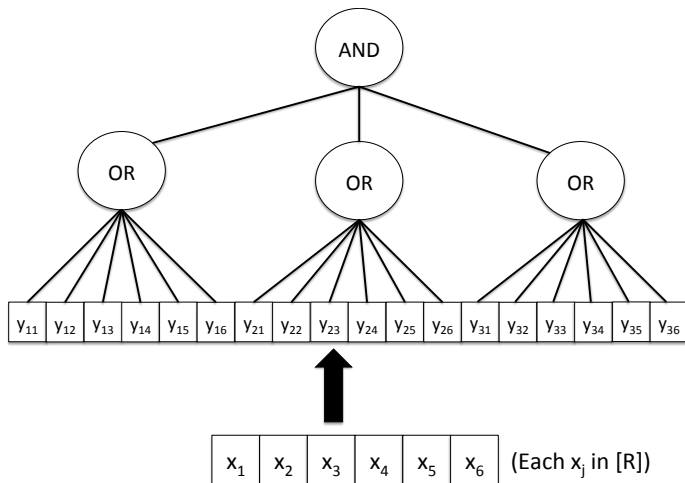 AND
OR OR OR
y₁₁ y₁₂ y₁₃ y₁₄ y₁₅ y₁₆ y₂₁ y₂₂ y₂₃ y₂₄ y₂₅ y₂₆ y₃₁ y₃₂ y₃₃ y₃₄ y₃₅ y₃₆
x₁ x₂ x₃ x₄ x₅ x₆ (Each xⱼ in [R])